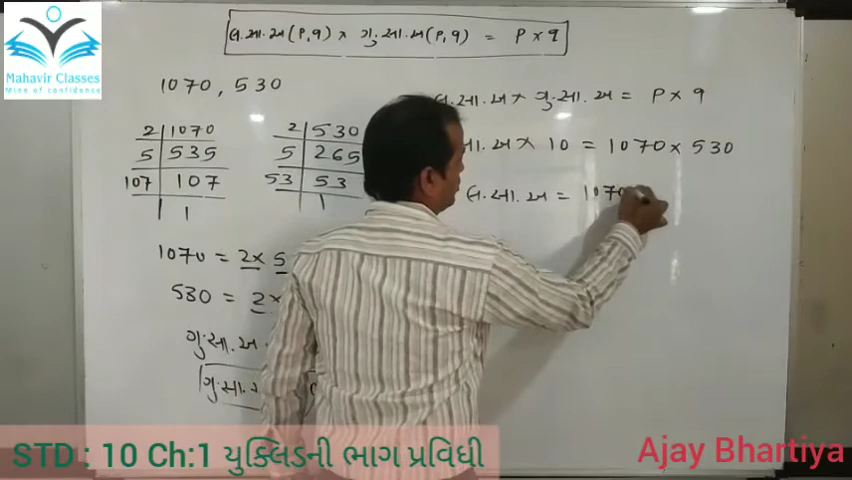 Mahavir Classes
Mine of confidence
લ.સા.અ (P,q) × ગુ.સા.અ (P,q) = P × q
1070, 530
2 | 1070
5 | 535
107 | 107
1
2 | 530
5 | 265
53 | 53
1
1070 = 2 × 5
530 = 2 ×
ગુ.સા.અ
ગુ.સા.
લ.સા.અ × ગુ.સા.અ = P × q
સા.અ × 10 = 1070 × 530
લ.સા.અ = 1070
STD : 10 Ch:1 યુક્લિડની ભાગ પ્રવિધી
Ajay Bhartiya